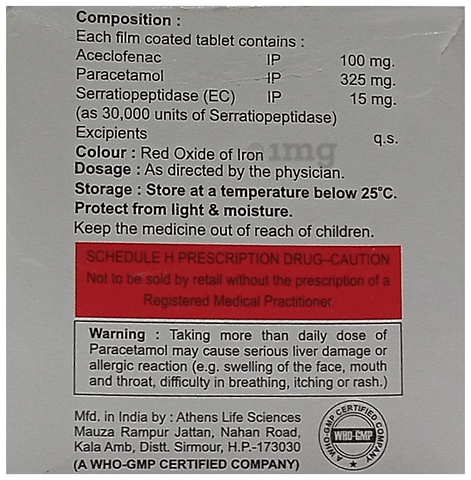 Composition :
Each film coated tablet contains :
Aceclofenac IP 100 mg.
Paracetamol IP 325 mg.
Serratiopeptidase (EC) IP 15 mg.
(as 30,000 units of Serratiopeptidase)
Excipients q.s.
Colour : Red Oxide of Iron
1mg
Dosage : As directed by the physician.
Storage : Store at a temperature below 25°C.
Protect from light & moisture.
Keep the medicine out of reach of children.
SCHEDULE H PRESCRIPTION DRUG–CAUTION
Not to be sold by retail without the prescription of a
Registered Medical Practitioner.
Warning : Taking more than daily dose of
Paracetamol may cause serious liver damage or
allergic reaction (e.g. swelling of the face, mouth
and throat, difficulty in breathing, itching or rash.)
Mfd. in India by : Athens Life Sciences
Mauza Rampur Jattan, Nahan Road,
Kala Amb, Distt. Sirmour, H.P.-173030
(A WHO-GMP CERTIFIED COMPANY)
A WHO-GMP CERTIFIED COMPANY
WHO-GMP